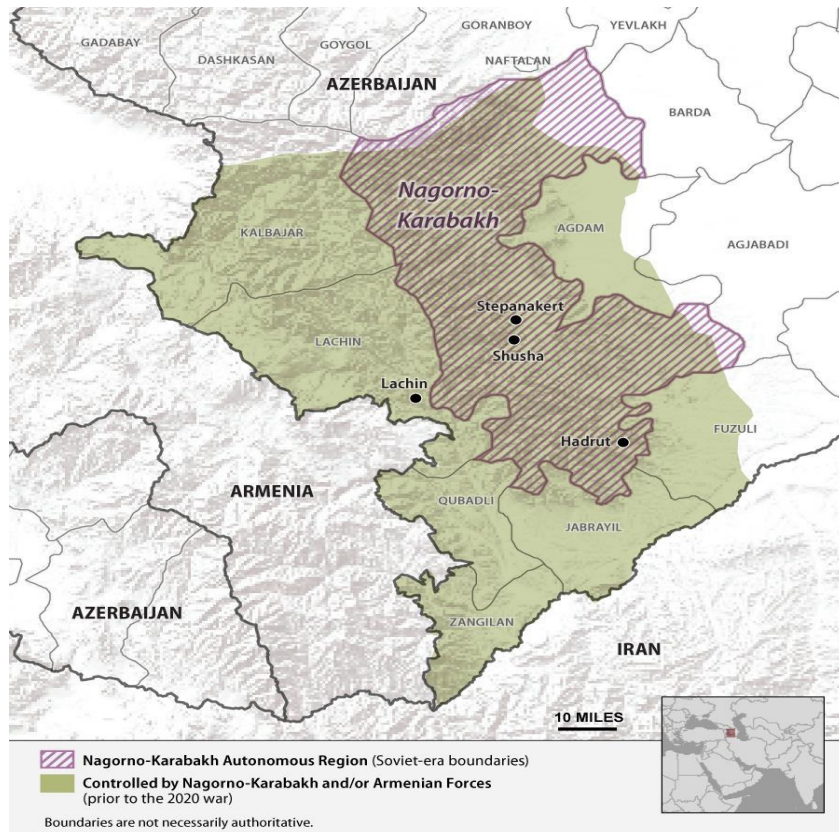 GORANBOY
YEVLAKH
GADABAY
GOYGOL
DASHKASAN
NAFTALAN
AZERBAIJAN
BARDA
Nagorno-
Karabakh
KALBAJAR
AGDAM
AGJABADI
Stepanakert
LACHIN
Shusha
Lachin
FUZULI
Hadrut
ARMENIA
QUBADLI
JABRAYIL
AZERBAIJAN
ZANGILAN
IRAN
10 MILES
Nagorno-Karabakh Autonomous Region (Soviet-era boundaries)
Controlled by Nagorno-Karabakh and/or Armenian Forces
(prior to the 2020 war)
Boundaries are not necessarily authoritative.